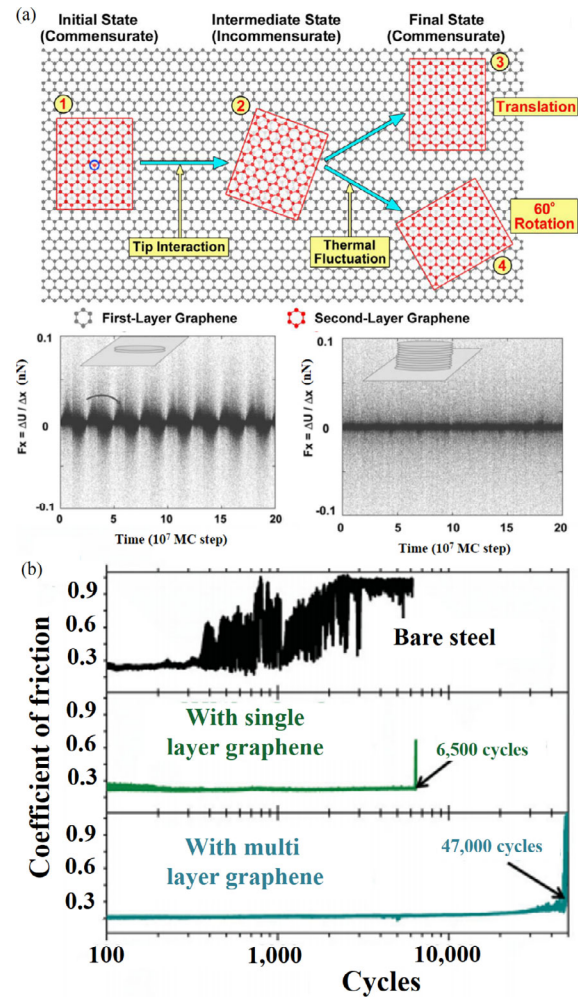 (a)
Initial State
(Commensurate)
Intermediate State
(Incommensurate)
Final State
(Commensurate)
1
2
3
Translation
Tip Interaction
Thermal
Fluctuation
60°
Rotation
4
First-Layer Graphene
Second-Layer Graphene
0.1
0
-0.1
Fx = ΔU / Δx (nN)
0 5 10 15 20
Time (10⁷ MC step)
0.1
0
-0.1
Fx = ΔU / Δx (nN)
0 5 10 15 20
Time (10⁷ MC step)
(b)
Coefficient of friction
0.9
0.6
0.3
Bare steel
0.9
0.6
0.3
With single
layer graphene
6,500 cycles
0.9
0.6
0.3
With multi
layer graphene
47,000 cycles
100 1,000 10,000
Cycles